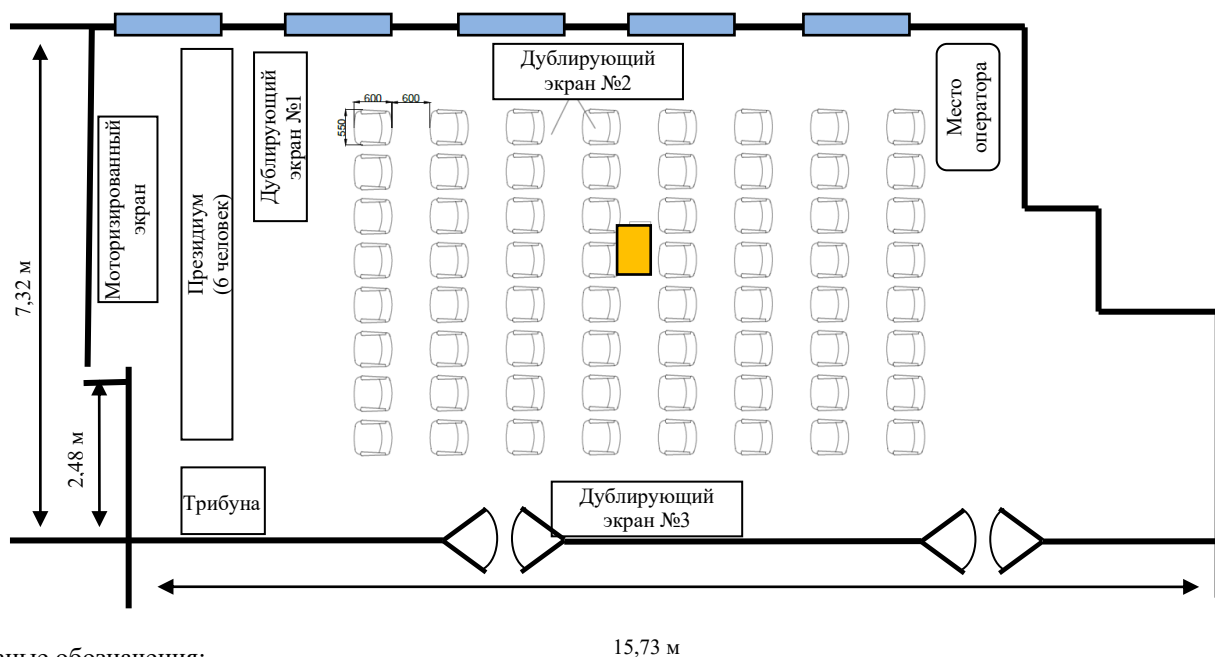 Дублирующий
экран №2
Место
оператора
Дублирующий
экран №1
600 600
550
Моторизированный
экран
Президиум
(6 человек)
7,32 м
2,48 м
Трибуна
Дублирующий
экран №3
15,73 м
обозначения: